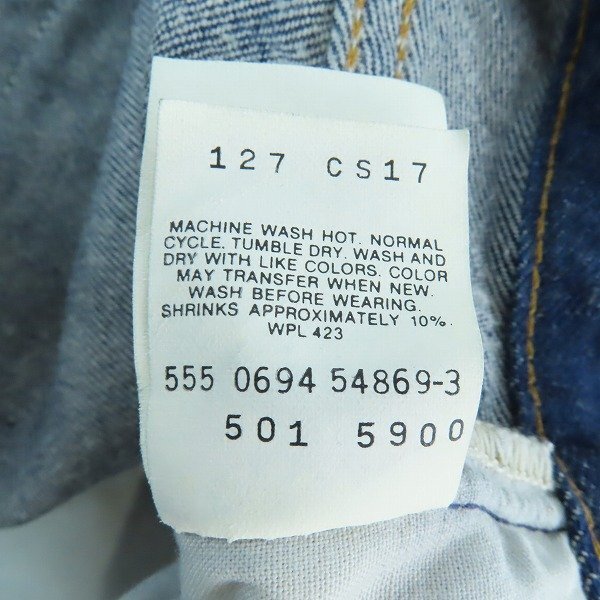 127 CS17
MACHINE WASH HOT. NORMAL
CYCLE. TUMBLE DRY. WASH AND
DRY WITH LIKE COLORS. COLOR
MAY TRANSFER WHEN NEW.
WASH BEFORE WEARING.
SHRINKS APPROXIMATELY 10%.
WPL 423
555 0694 54869-3
501 5900